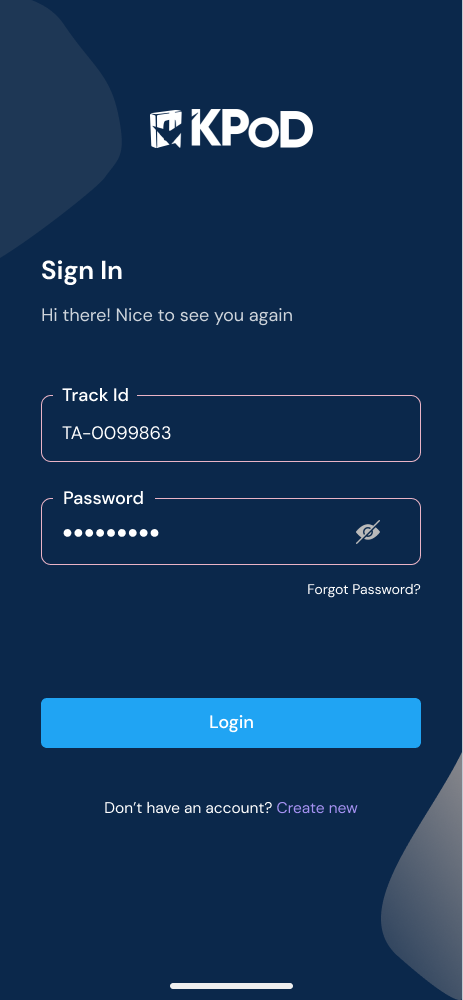 KPoD
Sign In
Hi there! Nice to see you again
Track Id
TA-0099863
Password
●●●●●●●●●
Forgot Password?
Login
Don’t have an account? Create new